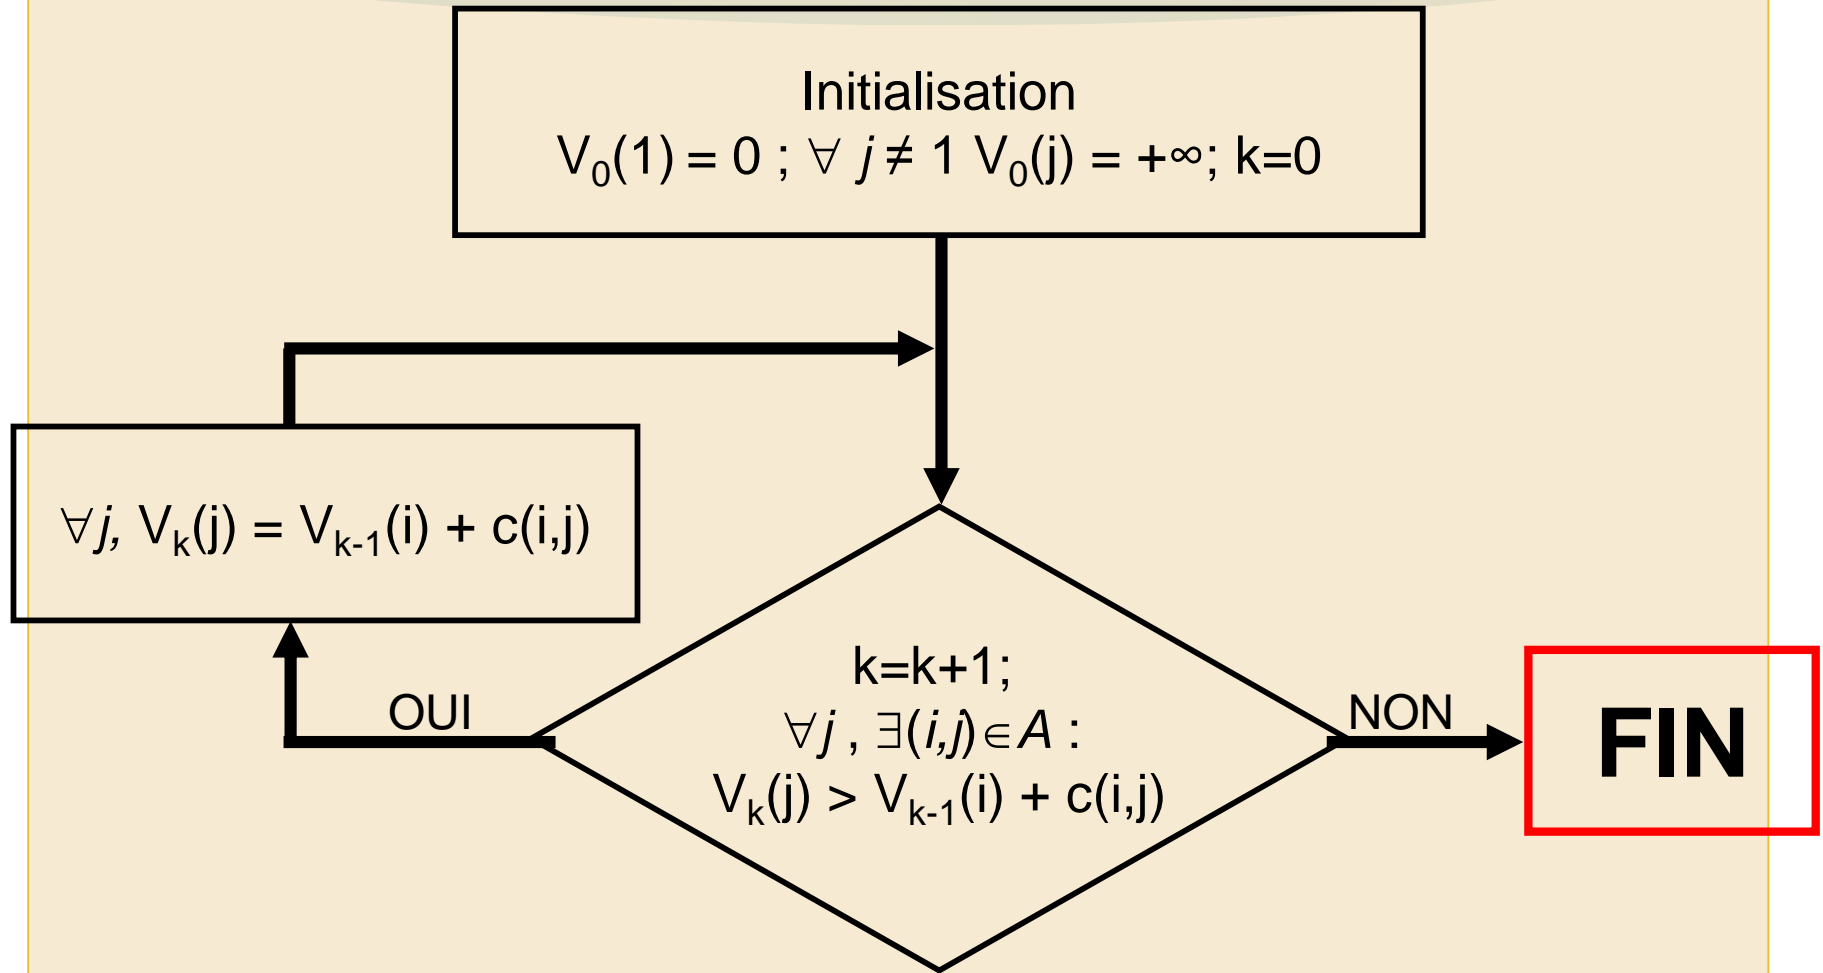 Initialisation
V₀(1) = 0 ; ∀ j ≠ 1 V₀(j) = +∞; k=0
∀j, Vₖ(j) = Vₖ₋₁(i) + c(i,j)
k=k+1;
∀j , ∃(i,j)∈A :
Vₖ(j) > Vₖ₋₁(i) + c(i,j)
OUI
NON
FIN